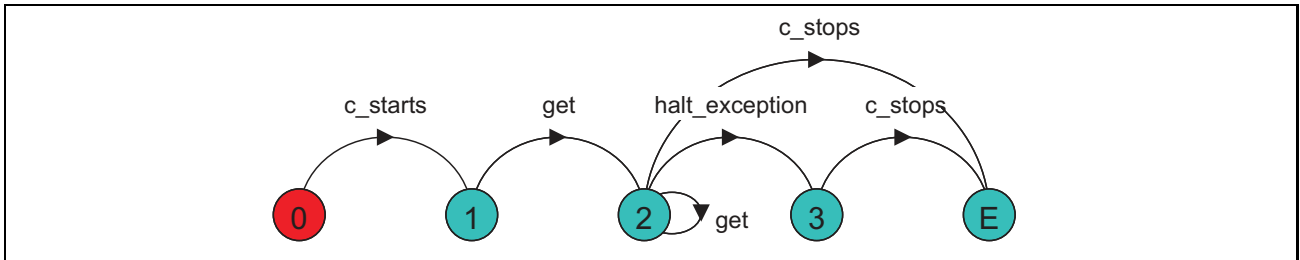 c_stops
c_starts get halt_exception c_stops
0 1 2 3 E
get